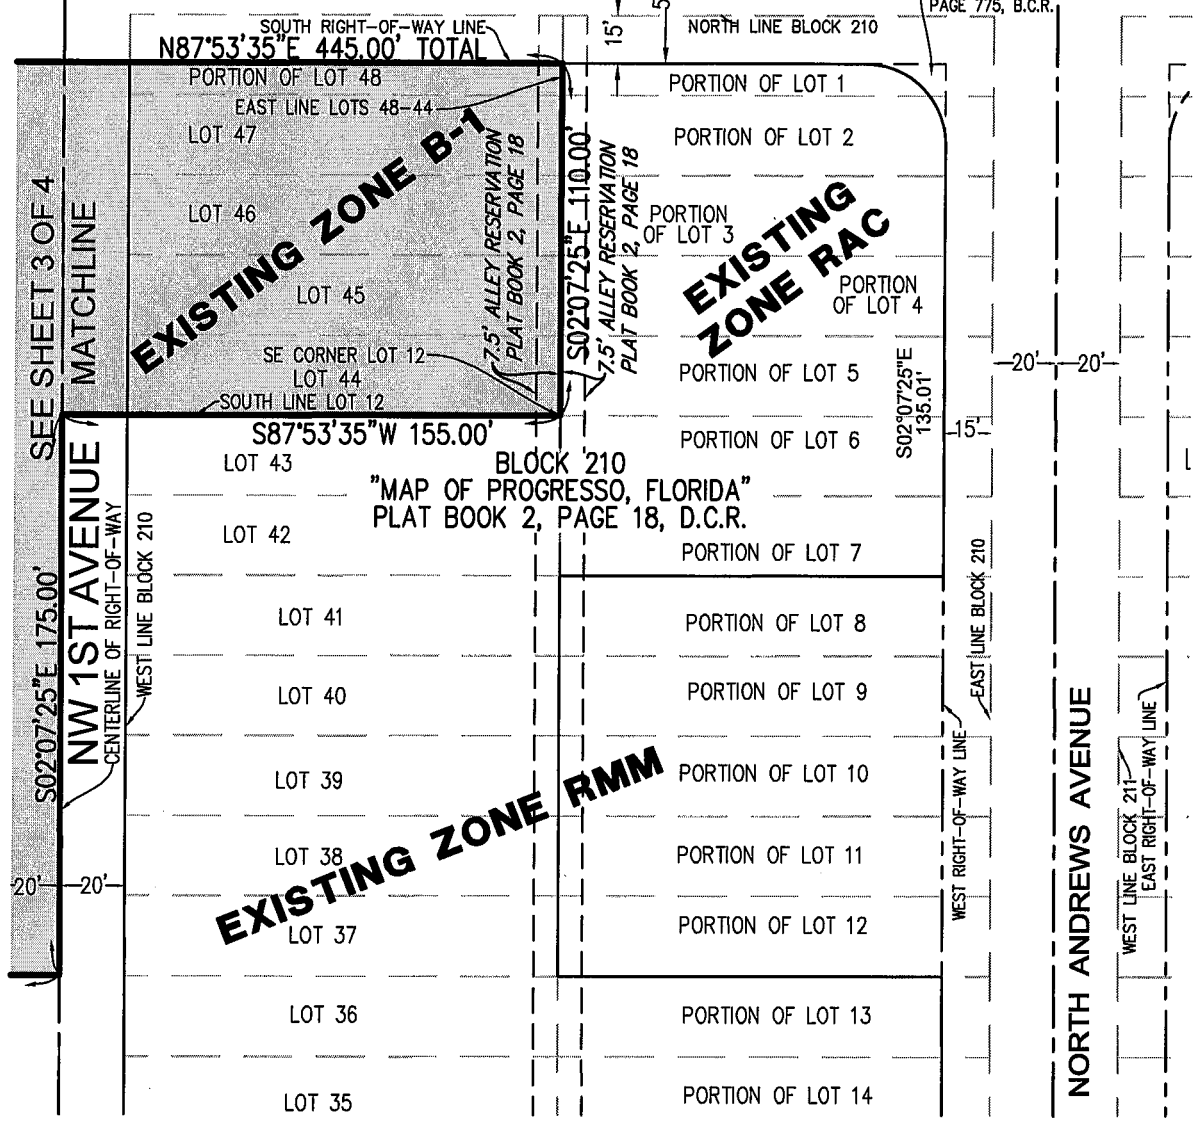 PAGE 775, B.C.R.
SOUTH RIGHT-OF-WAY LINE
N87°53'35"E 445.00' TOTAL
15'
5
NORTH LINE BLOCK 210
PORTION OF LOT 48
EAST LINE LOTS 48-44
LOT 47
LOT 46
LOT 45
EXISTING ZONE B-1
SE CORNER LOT 12
LOT 44
SOUTH LINE LOT 12
S87°53'35"W 155.00'
7.5' ALLEY RESERVATION
PLAT BOOK 2, PAGE 18
S02°07'25"E 110.00'
7.5' ALLEY RESERVATION
PLAT BOOK 2, PAGE 18
PORTION OF LOT 1
PORTION OF LOT 2
PORTION
OF LOT 3
EXISTING
ZONE RAC
PORTION
OF LOT 4
PORTION OF LOT 5
PORTION OF LOT 6
S02°07'25"E
135.01'
15'
20'
20'
SEE SHEET 3 OF 4
MATCHLINE
LOT 43
BLOCK 210
"MAP OF PROGRESSO, FLORIDA"
PLAT BOOK 2, PAGE 18, D.C.R.
LOT 42
PORTION OF LOT 7
LOT 41
PORTION OF LOT 8
LOT 40
PORTION OF LOT 9
LOT 39
PORTION OF LOT 10
EXISTING ZONE RMM
LOT 38
PORTION OF LOT 11
LOT 37
PORTION OF LOT 12
LOT 36
PORTION OF LOT 13
LOT 35
PORTION OF LOT 14
S02°07'25"E 175.00'
NW 1ST AVENUE
CENTERLINE OF RIGHT-OF-WAY
WEST LINE BLOCK 210
20'
20'
EAST LINE BLOCK 210
WEST RIGHT-OF-WAY LINE
NORTH ANDREWS AVENUE
WEST LINE BLOCK 211
EAST RIGHT-OF-WAY LINE
L